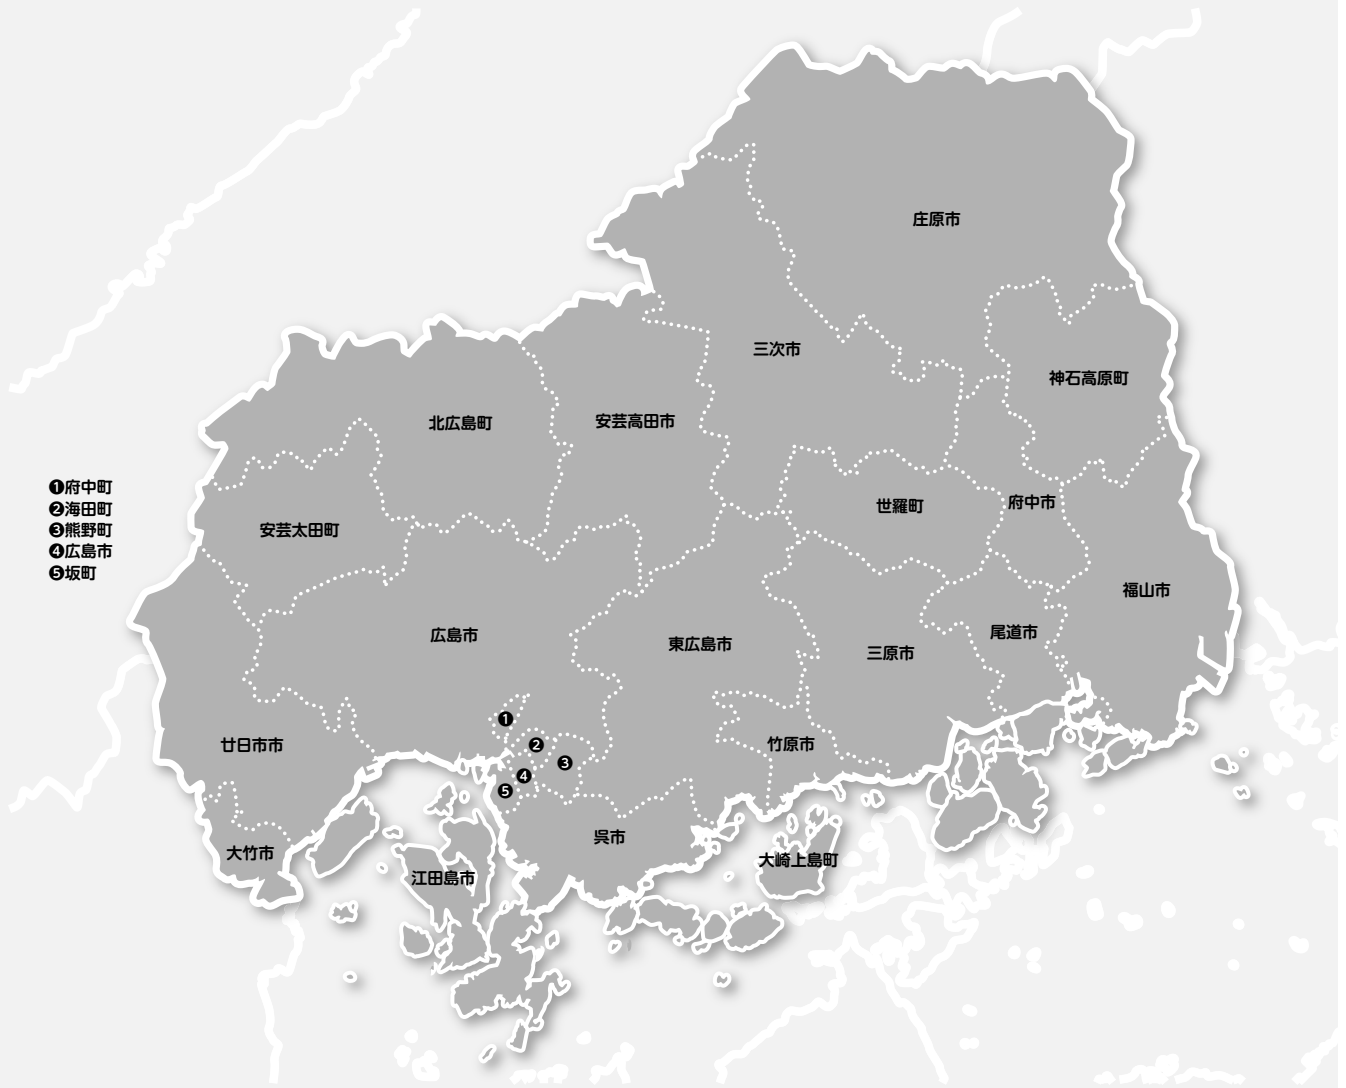 庄原市
三次市
神石高原町
北広島町
安芸高田市
❶府中町
❷海田町
❸熊野町
❹広島市
❺坂町
安芸太田町
世羅町
府中市
福山市
広島市
東広島市
三原市
尾道市
❶
❷
❸
❹
❺
廿日市市
竹原市
大竹市
呉市
江田島市
大崎上島町